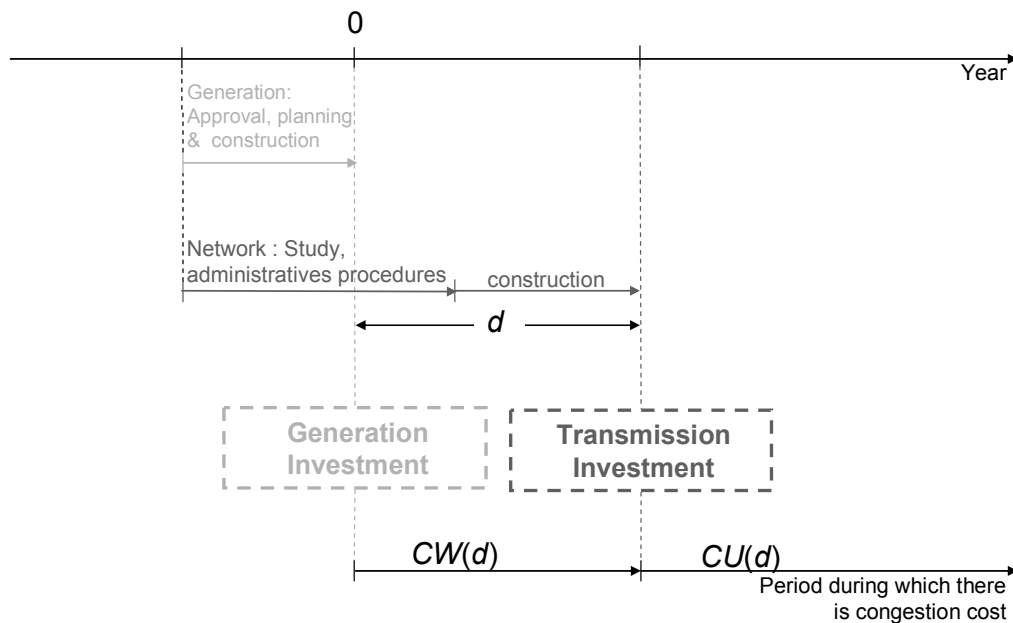 0
Year
Generation:
Approval, planning
& construction
Network : Study,
administratives procedures
construction
d
Generation
Investment
Transmission
Investment
CW(d)
CU(d)
Period during which there
is congestion cost